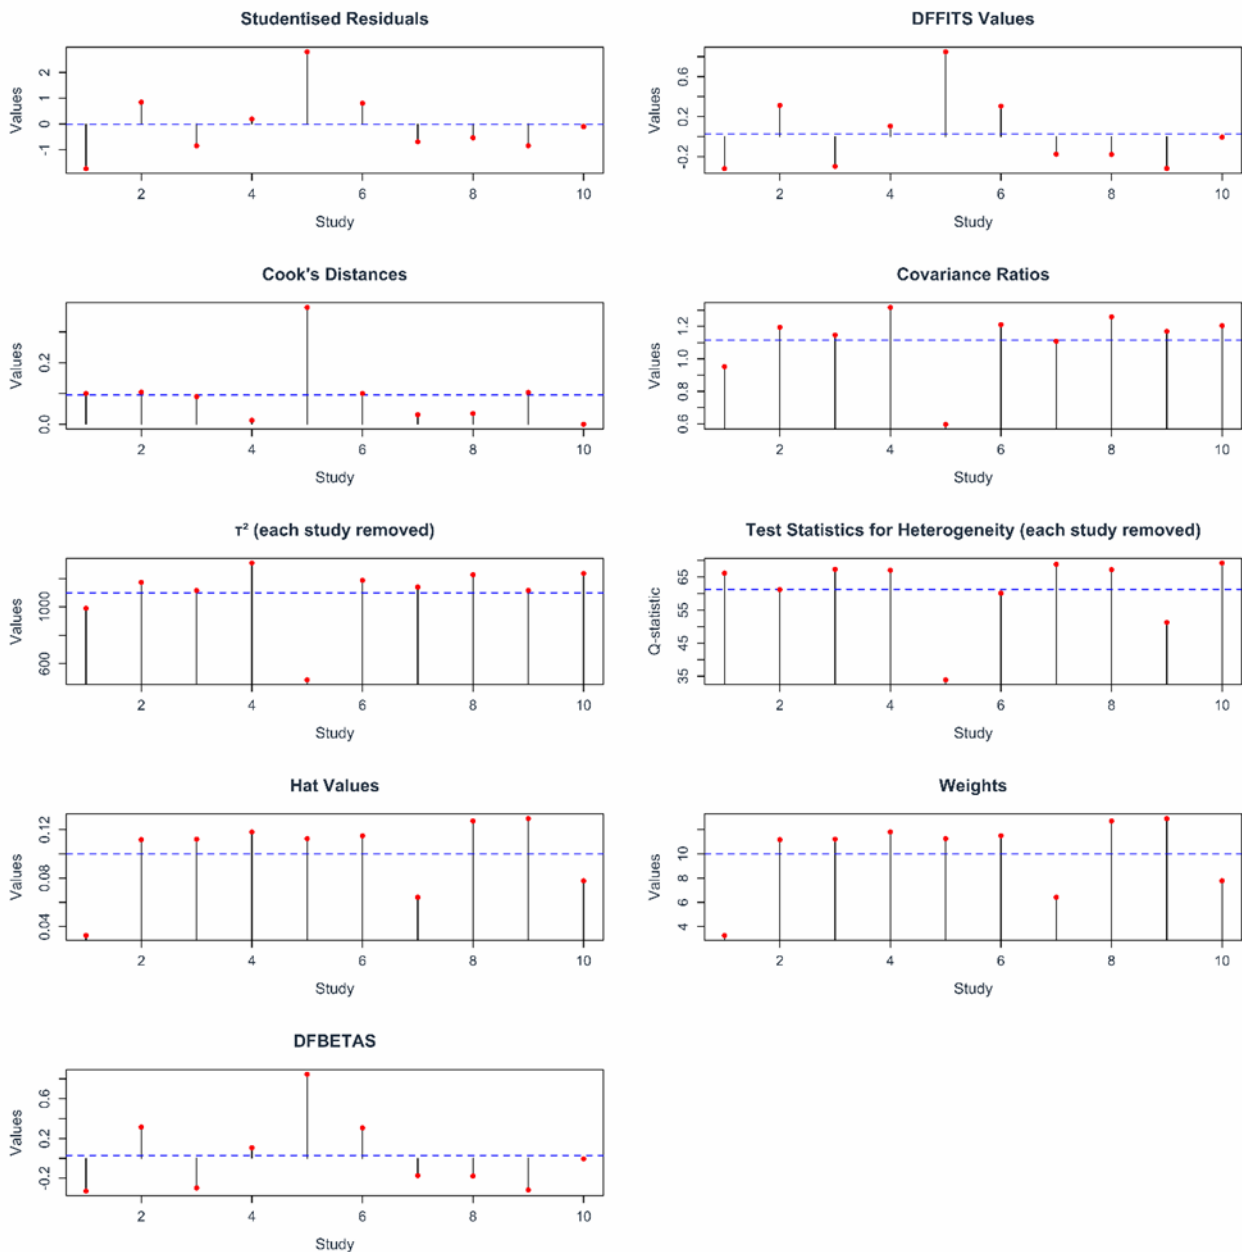 Studentised Residuals
Values
2
1
0
-1
2 4 6 8 10
Study
DFFITS Values
Values
0.6
0.2
-0.2
2 4 6 8 10
Study
Cook's Distances
Values
0.2
0.0
2 4 6 8 10
Study
Covariance Ratios
Values
1.2
1.0
0.8
0.6
2 4 6 8 10
Study
τ² (each study removed)
Values
1000
600
2 4 6 8 10
Study
Test Statistics for Heterogeneity (each study removed)
Q-statistic
65
55
45
35
2 4 6 8 10
Study
Hat Values
Values
0.12
0.08
0.04
2 4 6 8 10
Study
Weights
Values
10
8
6
4
2 4 6 8 10
Study
DFBETAS
Values
0.6
0.2
-0.2
2 4 6 8 10
Study